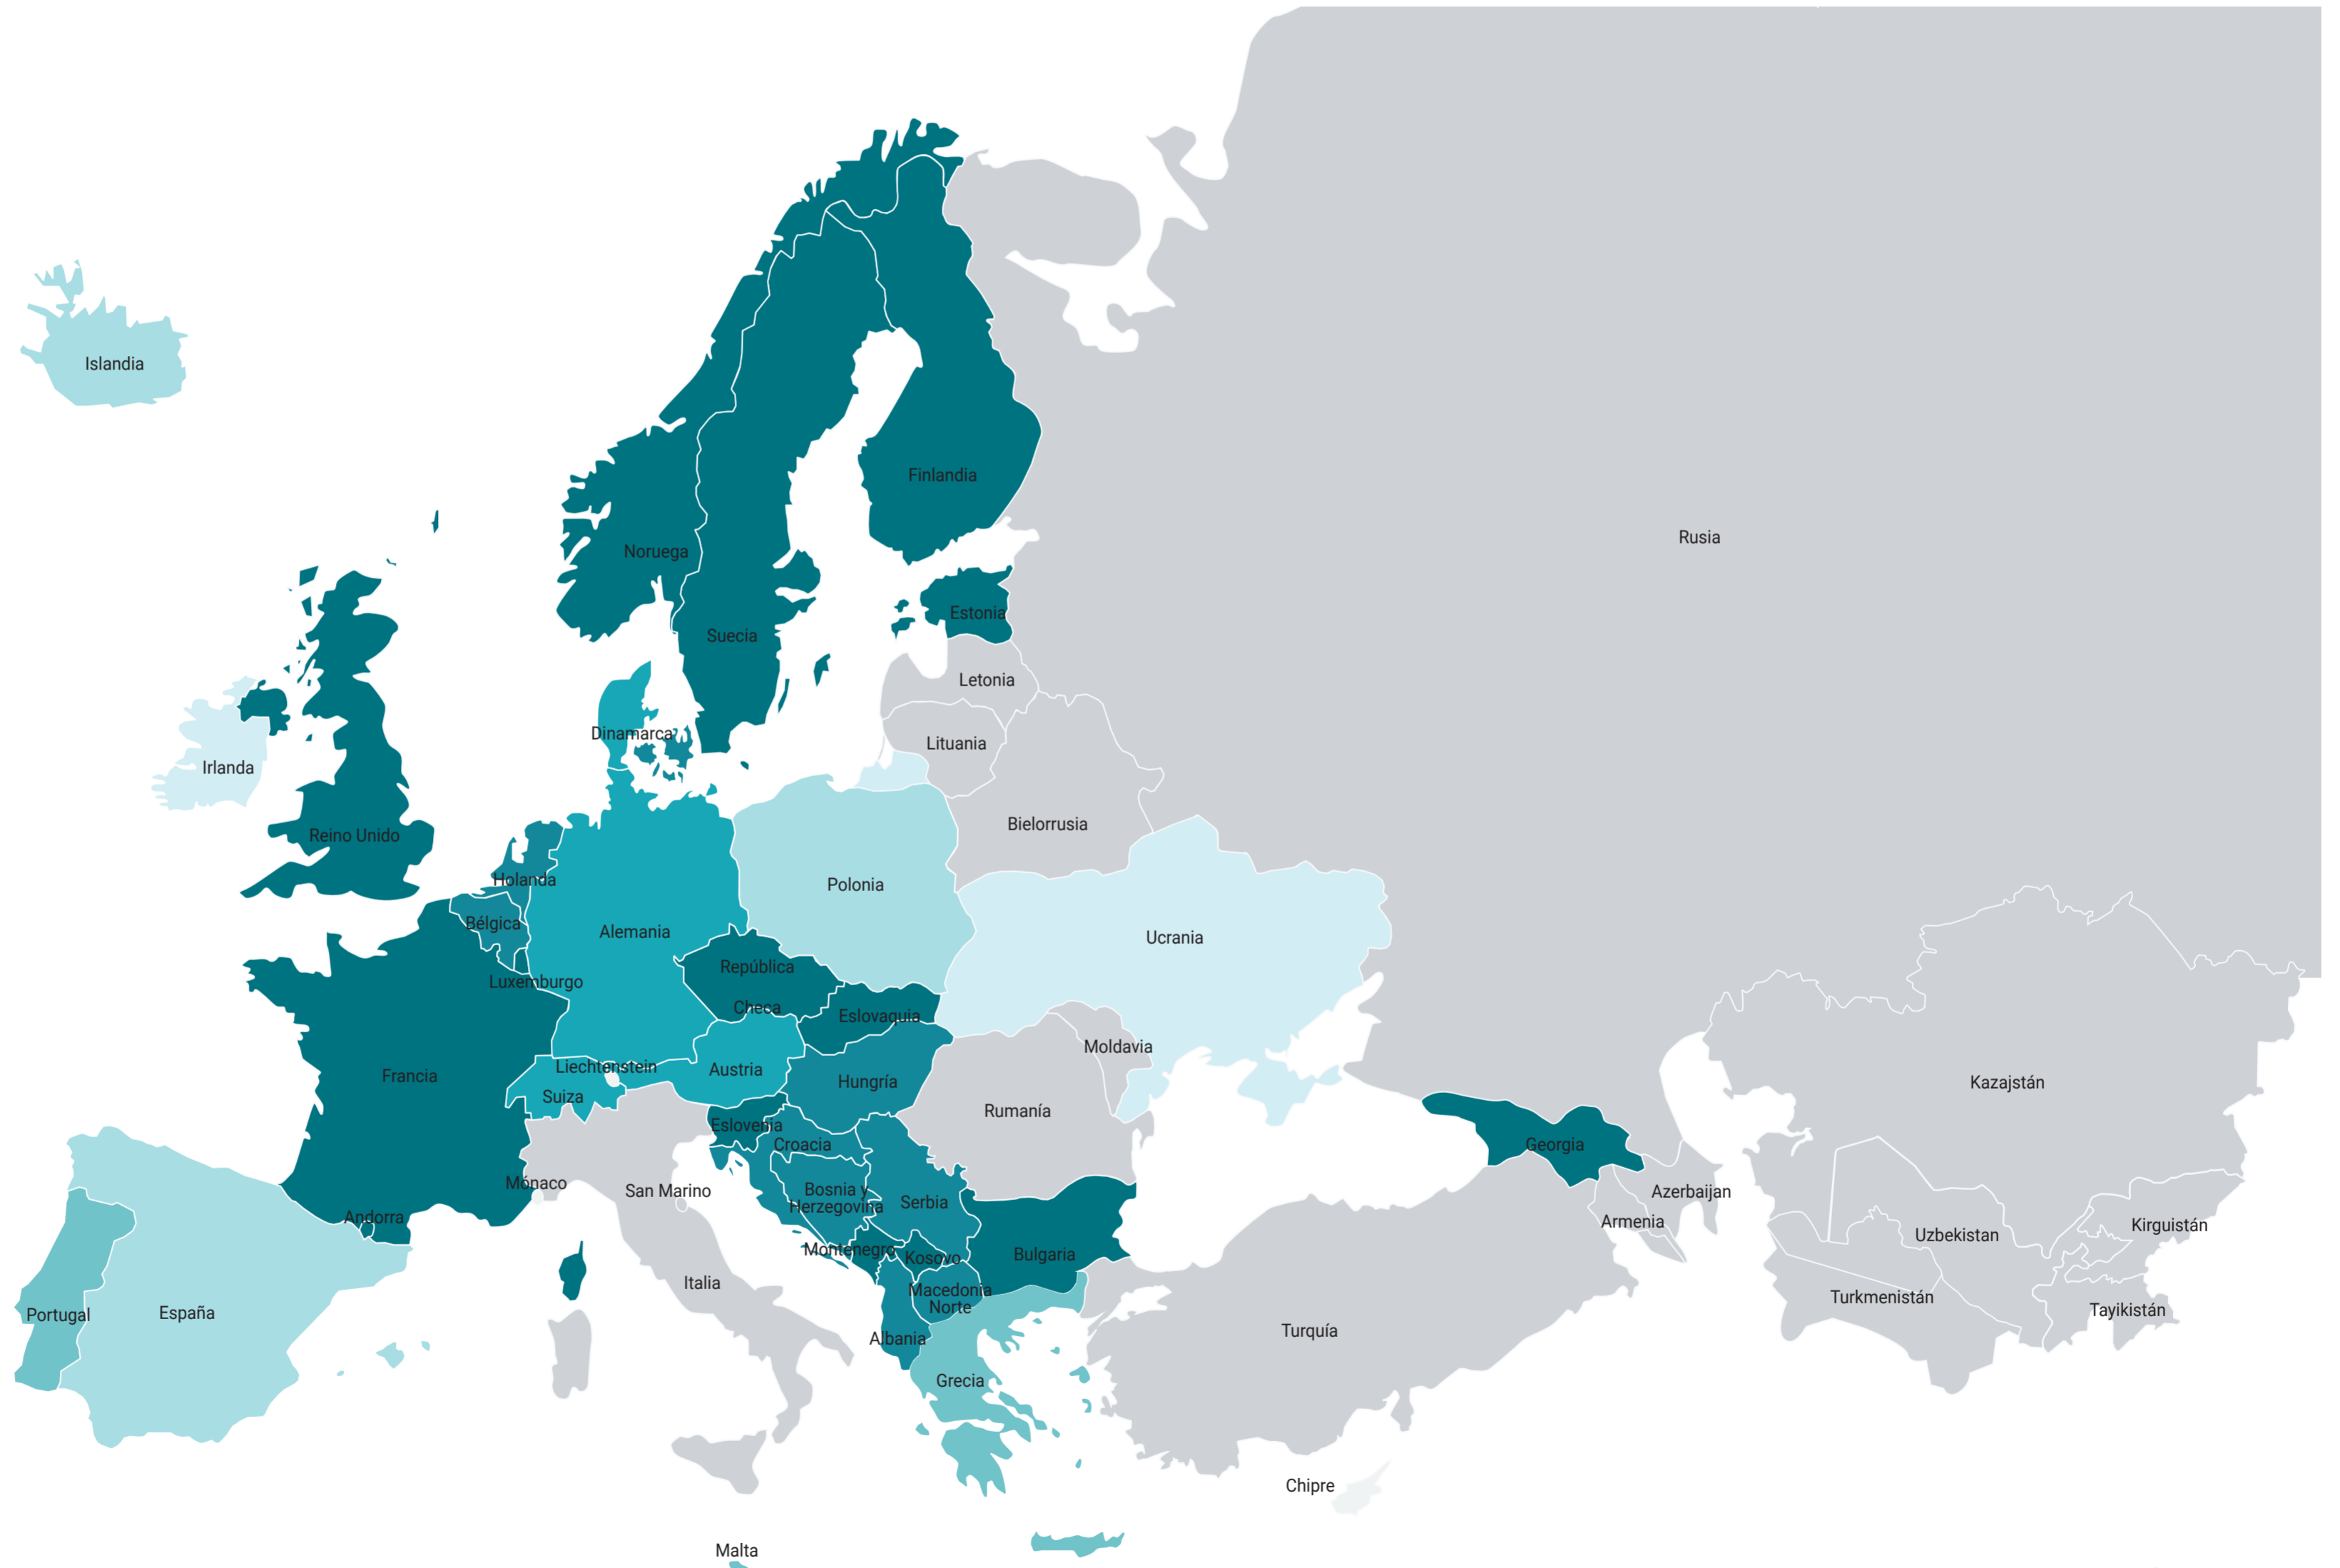 Islandia
Finlandia
Rusia
Noruega
Estonia
Suecia
Letonia
Dinamarca
Lituania
Irlanda
Bielorrusia
Reino Unido
Holanda
Polonia
Bélgica
Alemania
Ucrania
República
Checa
Luxemburgo
Eslovaquia
Moldavia
Liechtenstein
Austria
Francia
Hungría
Kazajstán
Suiza
Rumanía
Eslovenia
Croacia
Georgia
Mónaco
San Marino
Bosnia y
Herzegovina
Serbia
Azerbaijan
Andorra
Armenia
Kirguistán
Uzbekistan
Montenegro
Kosovo
Bulgaria
Italia
Macedonia
Norte
Turkmenistán
Tayikistán
Portugal
España
Turquía
Albania
Grecia
Chipre
Malta